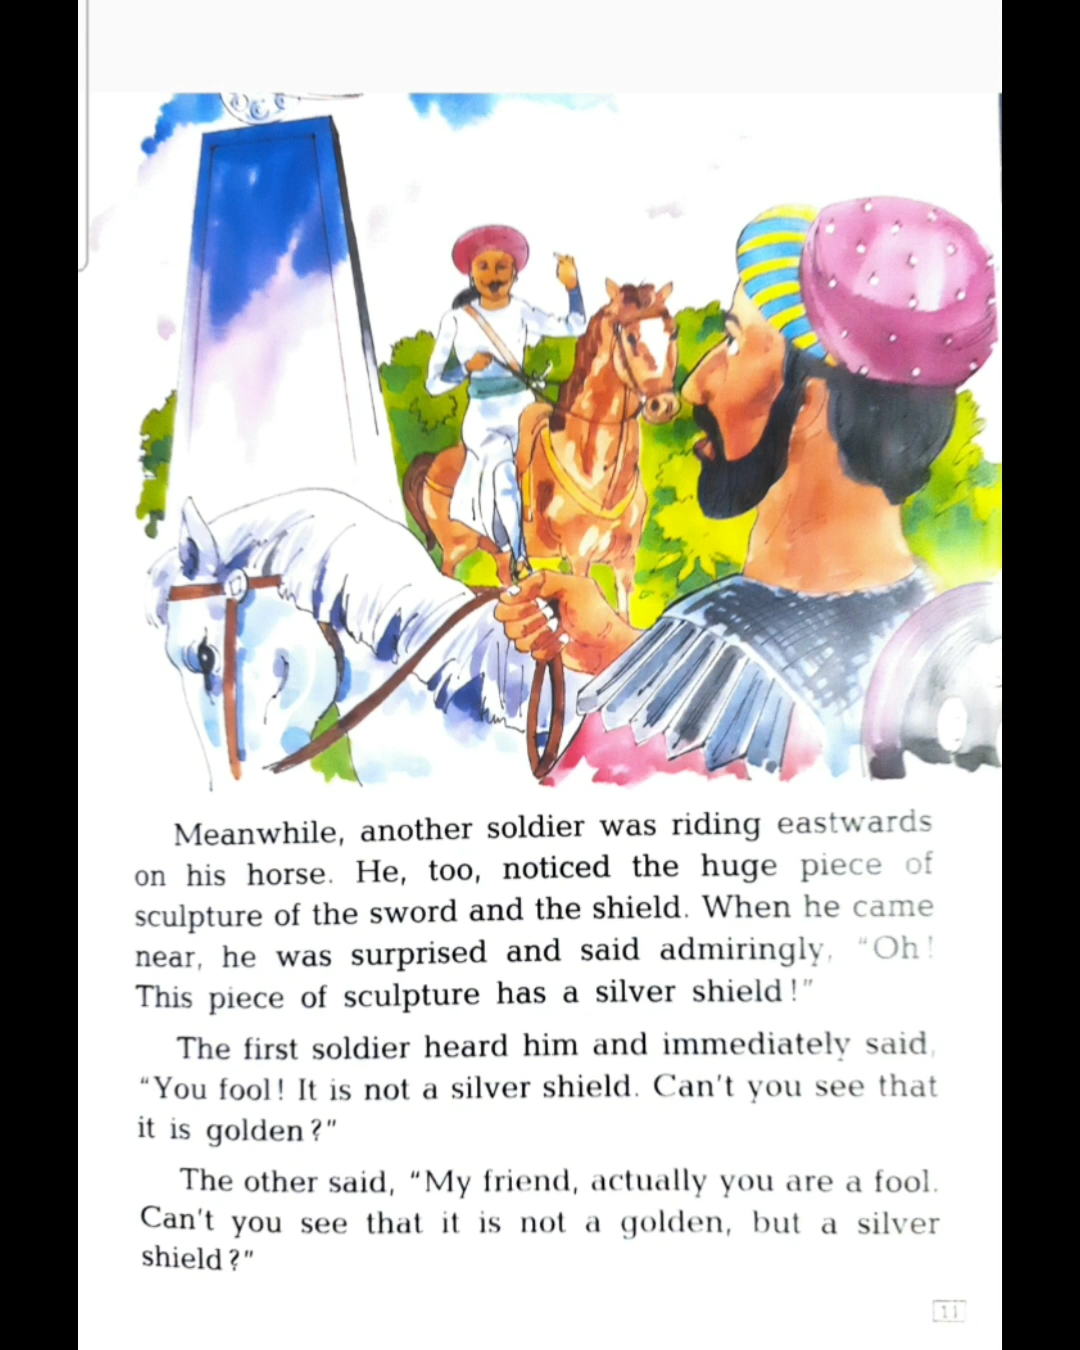 Meanwhile, another soldier was riding eastwards
on his horse. He, too, noticed the huge piece of
sculpture of the sword and the shield. When he came
near, he was surprised and said admiringly, “Oh!
This piece of sculpture has a silver shield!”
The first soldier heard him and immediately said,
“You fool! It is not a silver shield. Can't you see that
it is golden?”
The other said, “My friend, actually you are a fool.
Can't you see that it is not a golden, but a silver
shield?”
11